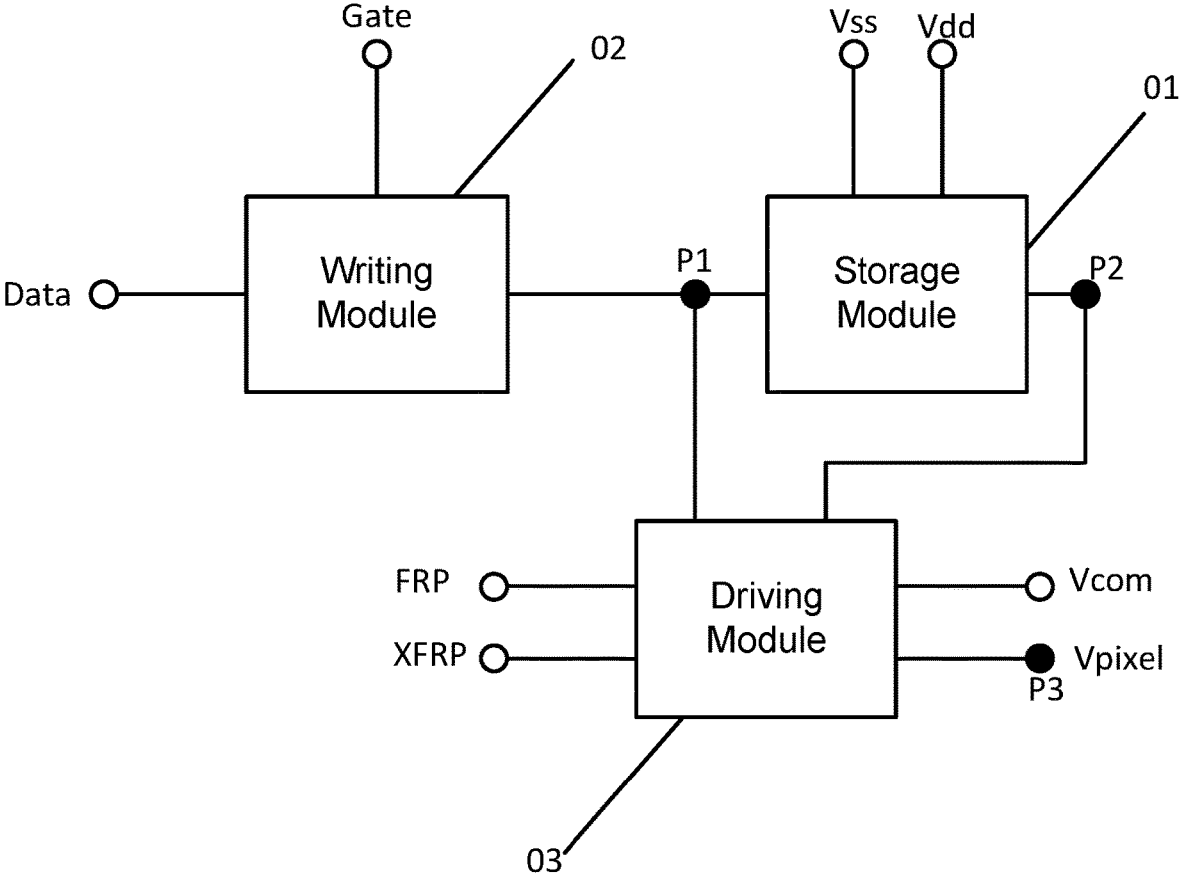 Gate
02
Vss
Vdd
01
Data
Writing
Module
P1
Storage
Module
P2
FRP
XFRP
Driving
Module
Vcom
Vpixel
P3
03